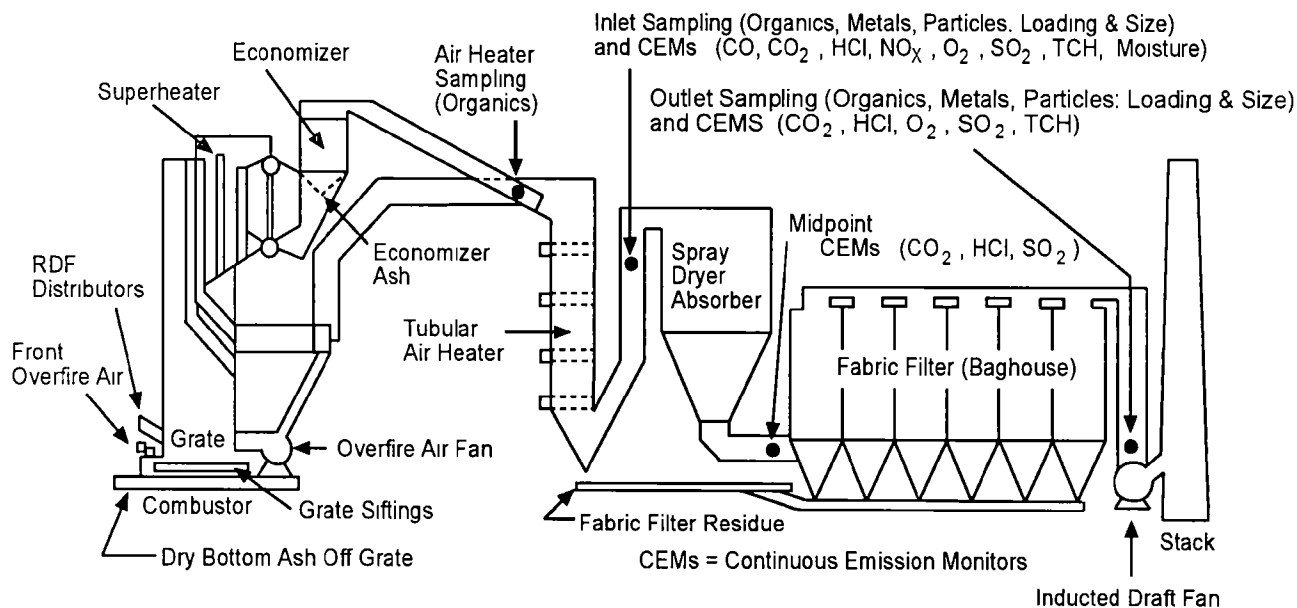 Inlet Sampling (Organics, Metals, Particles. Loading & Size)
and CEMs (CO, CO2 , HCl, NOX , O2 , SO2 , TCH, Moisture)
Economizer
Air Heater
Sampling
(Organics)
Superheater
Outlet Sampling (Organics, Metals, Particles: Loading & Size)
and CEMS (CO2 , HCl, O2 , SO2 , TCH)
Midpoint
CEMs (CO2 , HCl, SO2 )
Economizer
Ash
Spray
Dryer
Absorber
RDF
Distributors
Tubular
Air Heater
Front
Overfire Air
Fabric Filter (Baghouse)
Grate
Overfire Air Fan
Combustor
Grate Siftings
Fabric Filter Residue
Dry Bottom Ash Off Grate
CEMs = Continuous Emission Monitors
Stack
Inducted Draft Fan